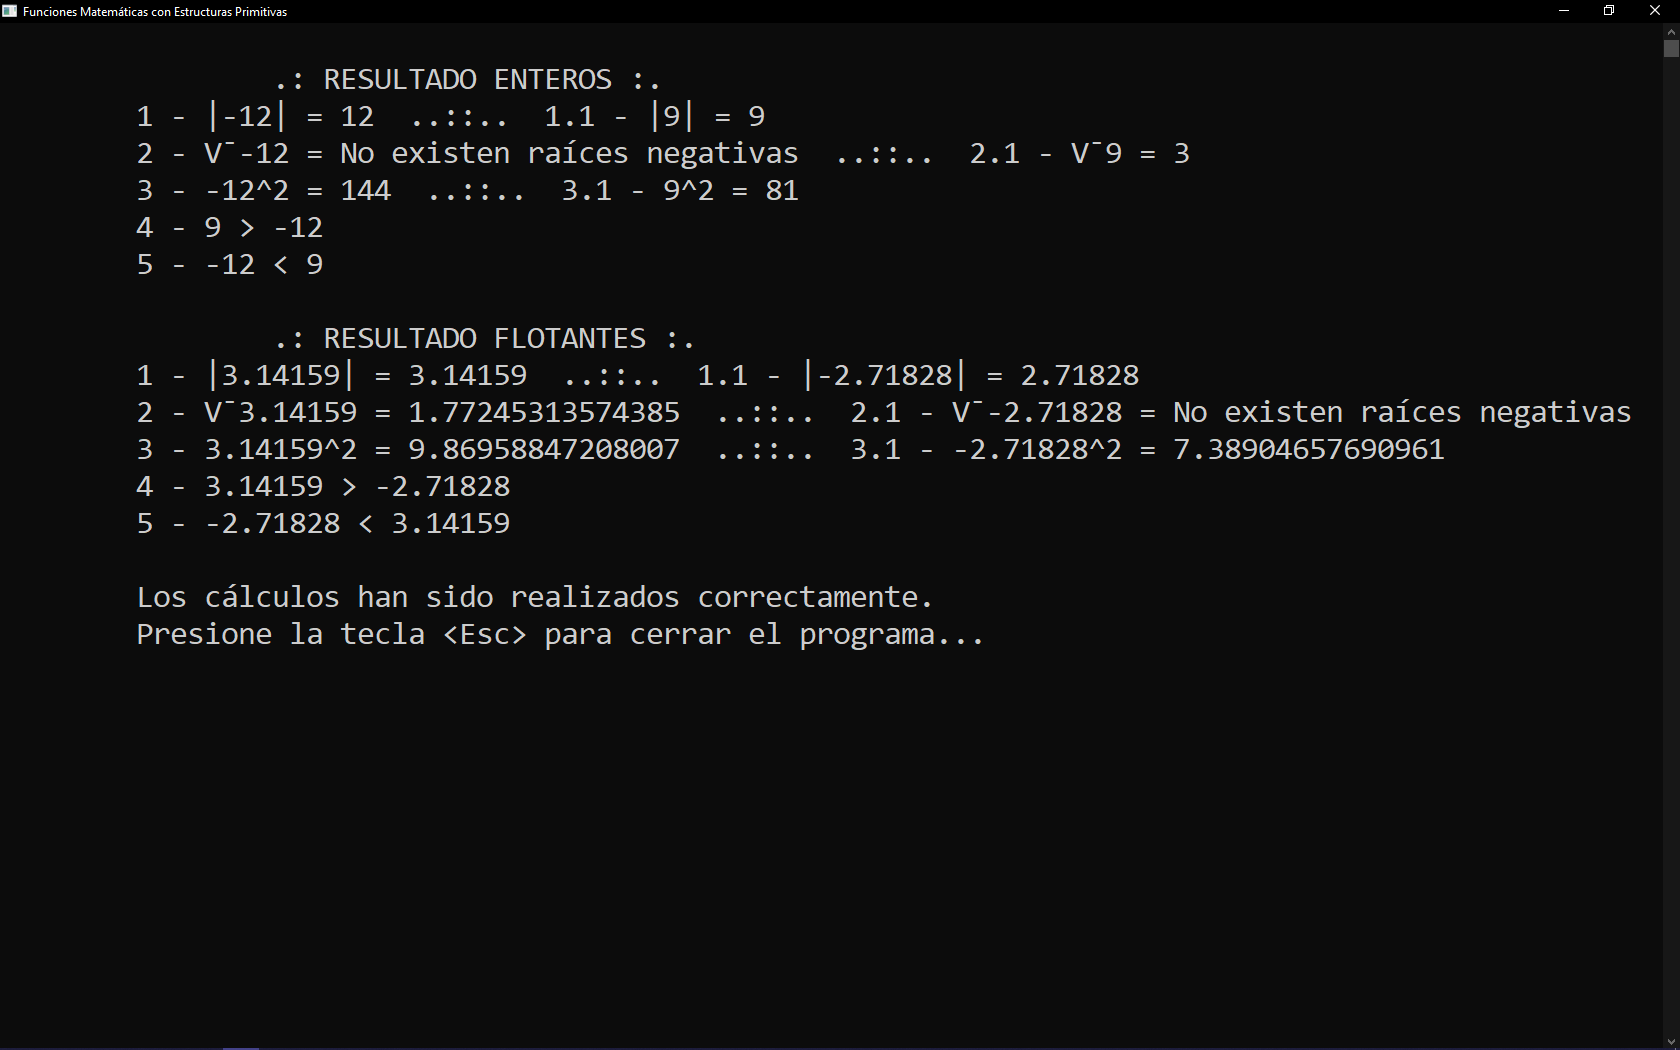 Funciones Matemáticas con Estructuras Primitivas
.: RESULTADO ENTEROS :.
1 - |-12| = 12  ..::..  1.1 - |9| = 9
2 - V¯-12 = No existen raíces negativas  ..::..  2.1 - V¯9 = 3
3 - -12^2 = 144  ..::..  3.1 - 9^2 = 81
4 - 9 > -12
5 - -12 < 9
.: RESULTADO FLOTANTES :.
1 - |3.14159| = 3.14159  ..::..  1.1 - |-2.71828| = 2.71828
2 - V¯3.14159 = 1.77245313574385  ..::..  2.1 - V¯-2.71828 = No existen raíces negativas
3 - 3.14159^2 = 9.86958847208007  ..::..  3.1 - -2.71828^2 = 7.38904657690961
4 - 3.14159 > -2.71828
5 - -2.71828 < 3.14159
Los cálculos han sido realizados correctamente.
Presione la tecla <Esc> para cerrar el programa...